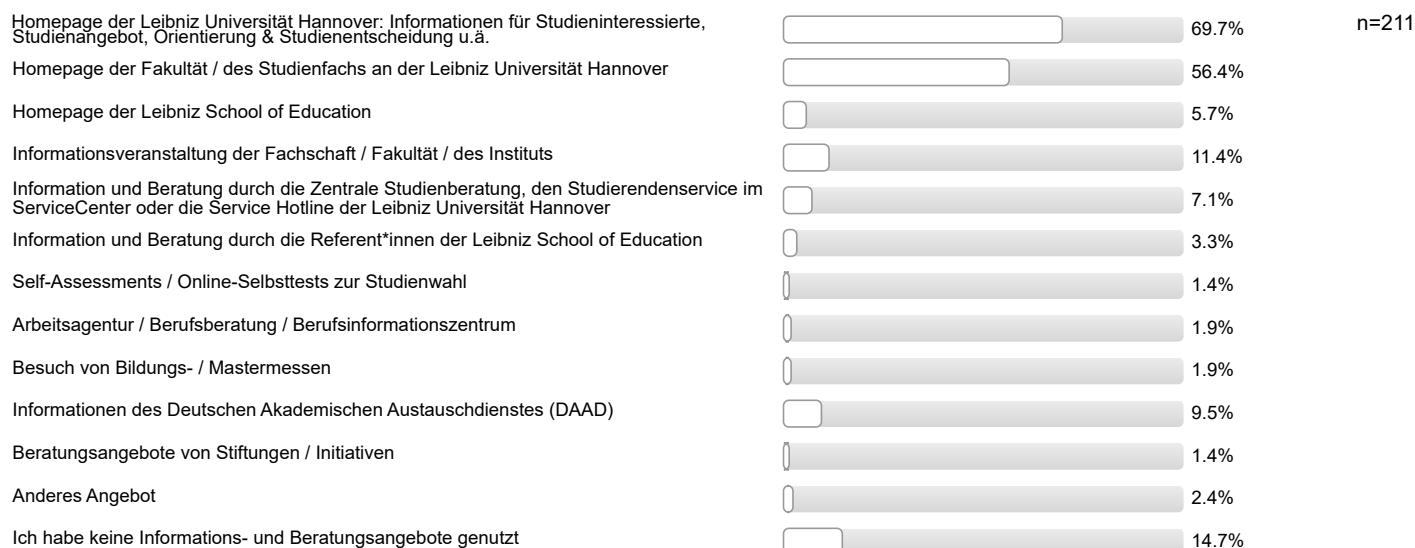 Homepage der Leibniz Universität Hannover: Informationen für Studieninteressierte,
Studienangebot, Orientierung & Studienentscheidung u.ä.
69.7%
n=211
Homepage der Fakultät / des Studienfachs an der Leibniz Universität Hannover
56.4%
Homepage der Leibniz School of Education
5.7%
Informationsveranstaltung der Fachschaft / Fakultät / des Instituts
11.4%
Information und Beratung durch die Zentrale Studienberatung, den Studierendenservice im
ServiceCenter oder die Service Hotline der Leibniz Universität Hannover
7.1%
Information und Beratung durch die Referent*innen der Leibniz School of Education
3.3%
Self-Assessments / Online-Selbsttests zur Studienwahl
1.4%
Arbeitsagentur / Berufsberatung / Berufsinformationszentrum
1.9%
Besuch von Bildungs- / Mastermessen
1.9%
Informationen des Deutschen Akademischen Austauschdienstes (DAAD)
9.5%
Beratungsangebote von Stiftungen / Initiativen
1.4%
Anderes Angebot
2.4%
Ich habe keine Informations- und Beratungsangebote genutzt
14.7%